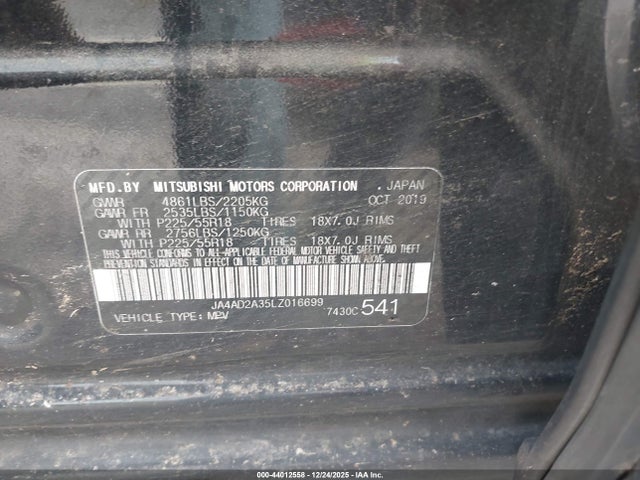 MFD.BY MITSUBISHI MOTORS CORPORATION . JAPAN
GVWR 4861LBS/2205KG OCT 2019
GAWR FR 2535LBS/1150KG
WITH P225/55R18 TIRES 18X7.0J RIMS
GAWR RR 2756LBS/1250KG
WITH P225/55R18 TIRES 18X7.0J RIMS
THIS VEHICLE CONFORMS TO ALL-APPLICABLE FEDERAL MOTOR VEHICLE SAFETY AND THEFT
PREVENTION STANDARDS IN EFFECT ON THE DATE OF MANUFACTURE SHOWN ABOVE.
JA4AD2A35LZ016699
VEHICLE TYPE: MPV 7430C 541
000-44012558 - 12/24/2025 - IAAI.COM